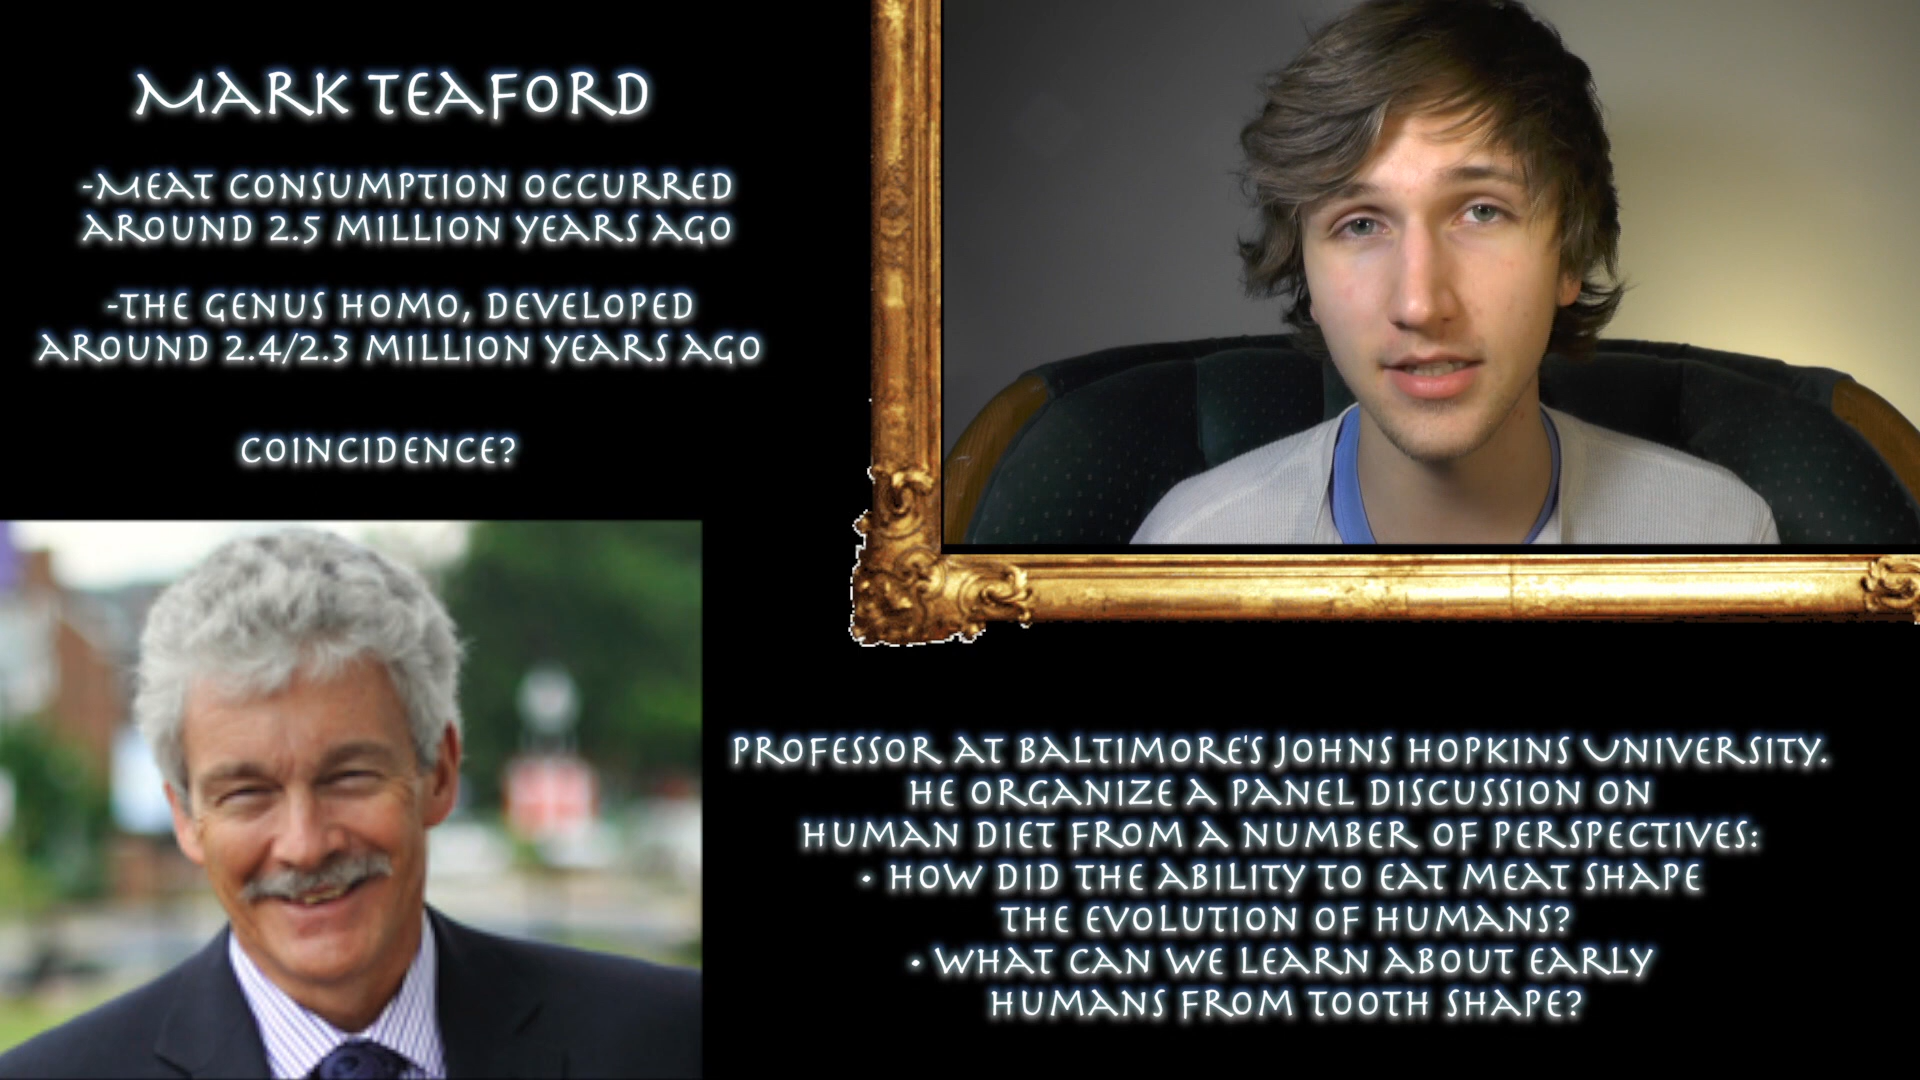 MARK TEAFORD
-MEAT CONSUMPTION OCCURRED
AROUND 2.5 MILLION YEARS AGO
-THE GENUS HOMO, DEVELOPED
AROUND 2.4/2.3 MILLION YEARS AGO
COINCIDENCE?
PROFESSOR AT BALTIMORE'S JOHNS HOPKINS UNIVERSITY.
HE ORGANIZE A PANEL DISCUSSION ON
HUMAN DIET FROM A NUMBER OF PERSPECTIVES:
• HOW DID THE ABILITY TO EAT MEAT SHAPE
THE EVOLUTION OF HUMANS?
• WHAT CAN WE LEARN ABOUT EARLY
HUMANS FROM TOOTH SHAPE?